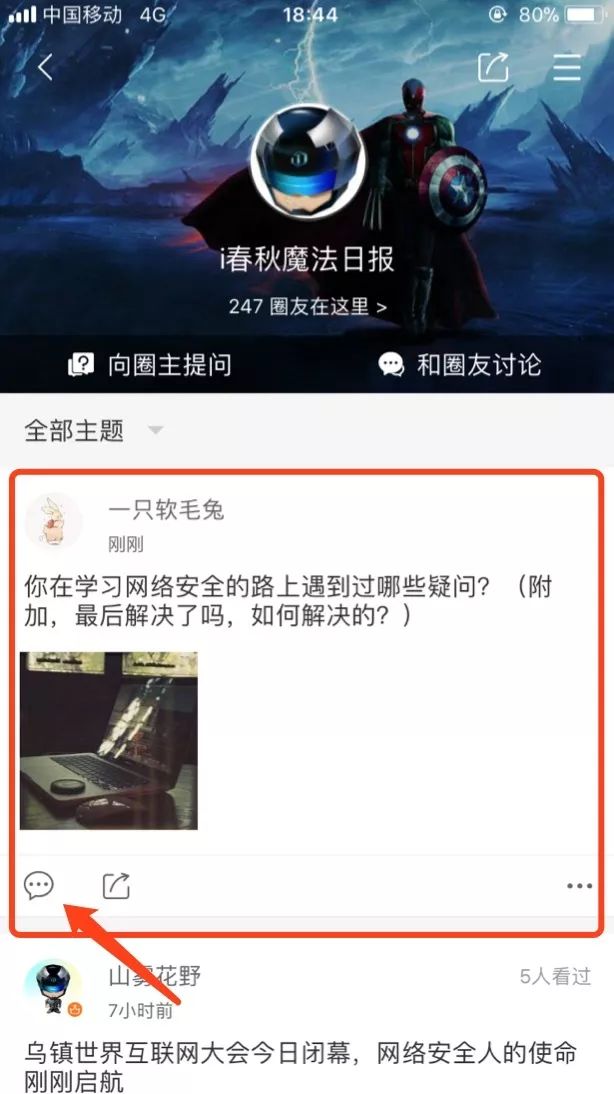 中国移动 4G 18:44 80%
i春秋魔法日报
247 圈友在这里 >
向圈主提问 和圈友讨论
全部主题
一只软毛兔
刚刚
你在学习网络安全的路上遇到过哪些疑问？（附
加，最后解决了吗，如何解决的？）
山雾花野 5人看过
7小时前
乌镇世界互联网大会今日闭幕，网络安全人的使命
刚刚启航